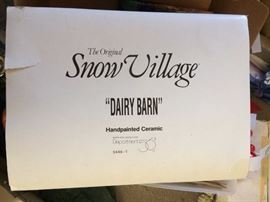 The Original
Snow Village
"DAIRY BARN"
Handpainted Ceramic
Department 56
5446-1